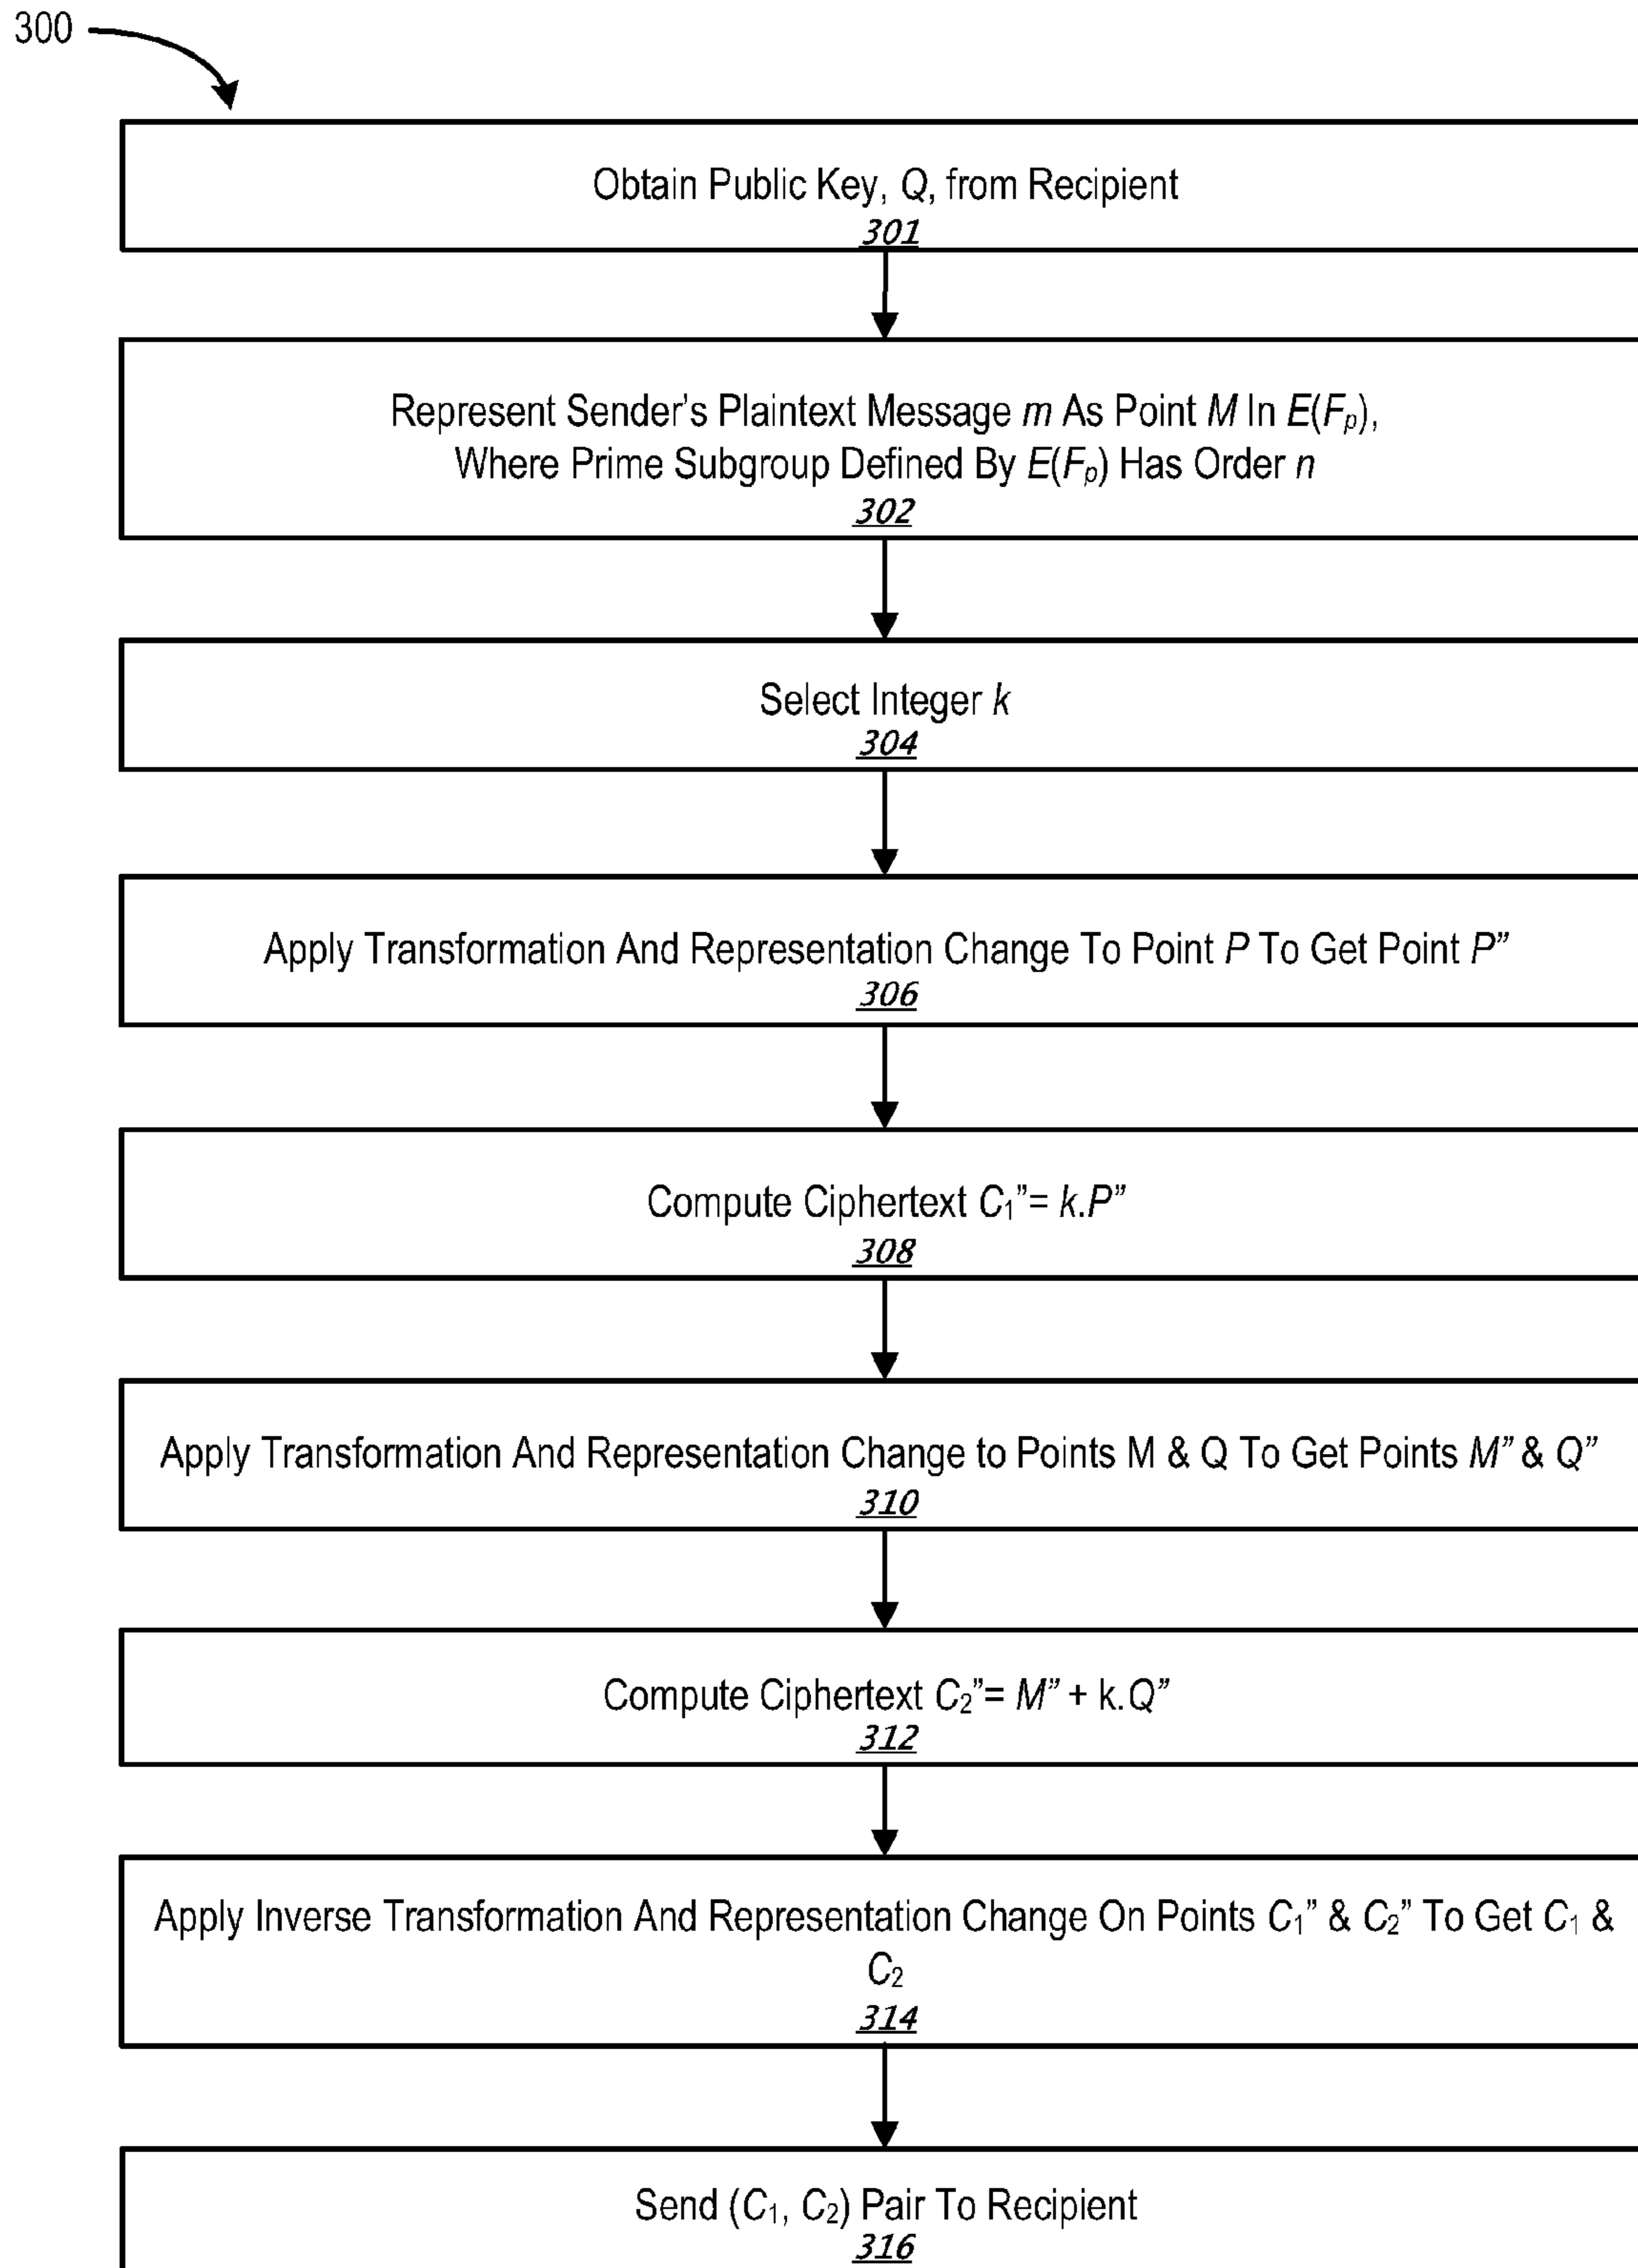 300
Obtain Public Key, Q, from Recipient
301
Represent Sender's Plaintext Message m As Point M In E(Fₚ),
Where Prime Subgroup Defined By E(Fₚ) Has Order n
302
Select Integer k
304
Apply Transformation And Representation Change To Point P To Get Point P”
306
Compute Ciphertext C₁”= k.P”
308
Apply Transformation And Representation Change to Points M & Q To Get Points M” & Q”
310
Compute Ciphertext C₂”= M” + k.Q”
312
Apply Inverse Transformation And Representation Change On Points C₁” & C₂” To Get C₁ &
C₂
314
Send (C₁, C₂) Pair To Recipient
316